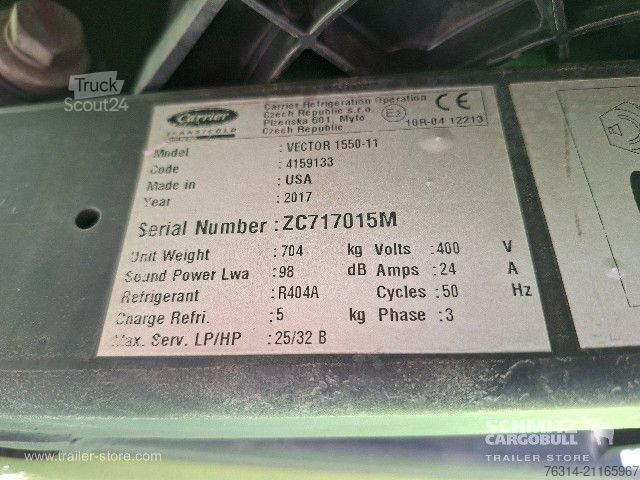 Truck
Scout24
Carrier
TRANSICOLD
Carrier Refrigeration Operation
Czech Republic s.r.o.
Plzenska 601, Myto
Czech Republic
CE
E2
10R-04 12213
Model : VECTOR 1550-11
Code : 4159133
Made in : USA
Year : 2017
Serial Number : ZC717015M
Unit Weight : 704 kg Volts : 400 V
Sound Power Lwa : 98 dB Amps : 24 A
Refrigerant : R404A Cycles : 50 Hz
Charge Refri. : 5 kg Phase : 3
Max. Serv. LP/HP : 25/32 B
SCHMITZ
CARGOBULL
TRAILER STORE
www.trailer-store.com
76314-21165967